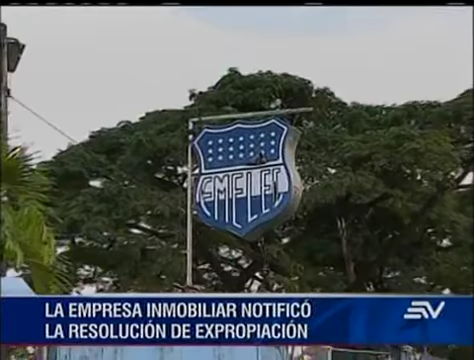 EMELEC
LA EMPRESA INMOBILIAR NOTIFICÓ
LA RESOLUCIÓN DE EXPROPIACIÓN